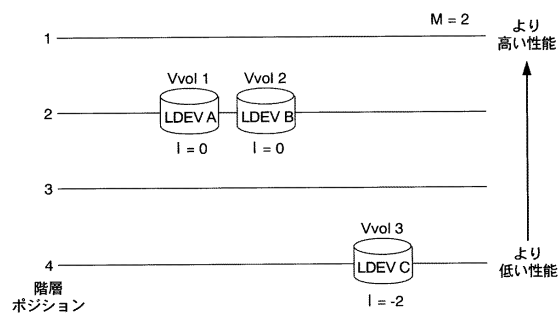 M = 2
より
高い性能
1
Vvol 1 Vvol 2
2
LDEV A LDEV B
I = 0 I = 0
3
Vvol 3
4
LDEV C
より
低い性能
階層
ポジション
I = -2